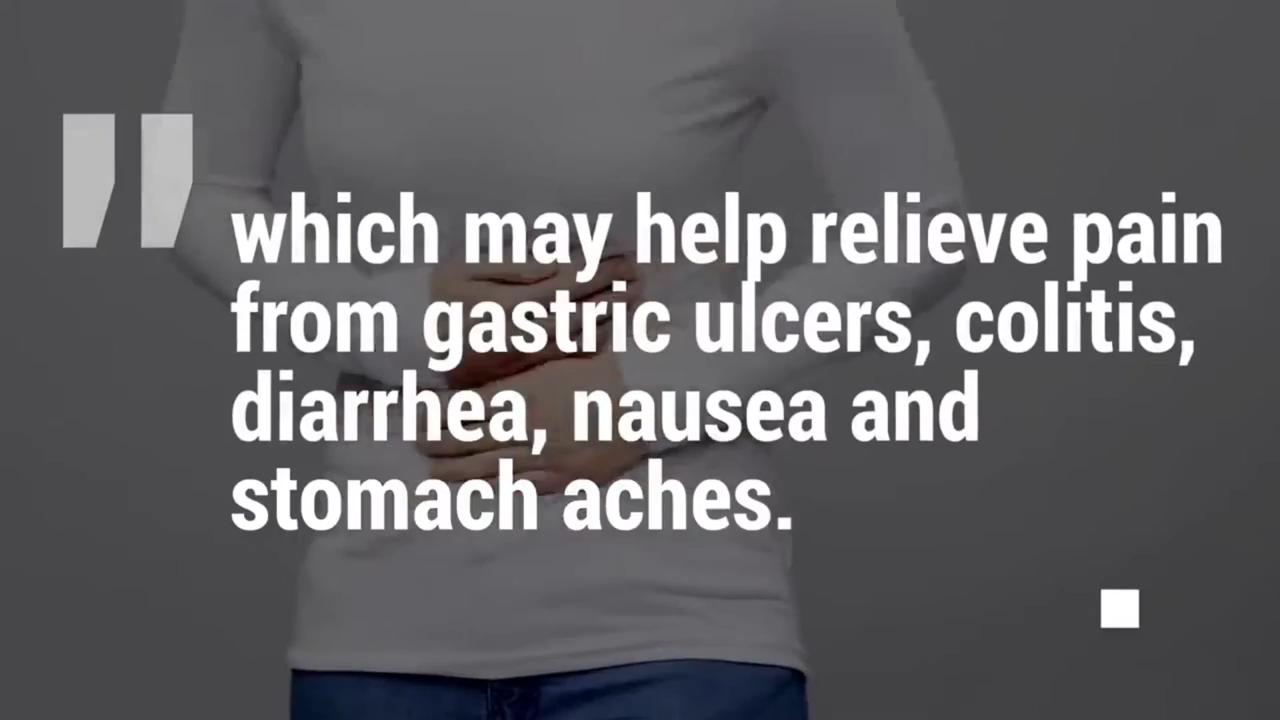 "which may help relieve pain
from gastric ulcers, colitis,
diarrhea, nausea and
stomach aches.